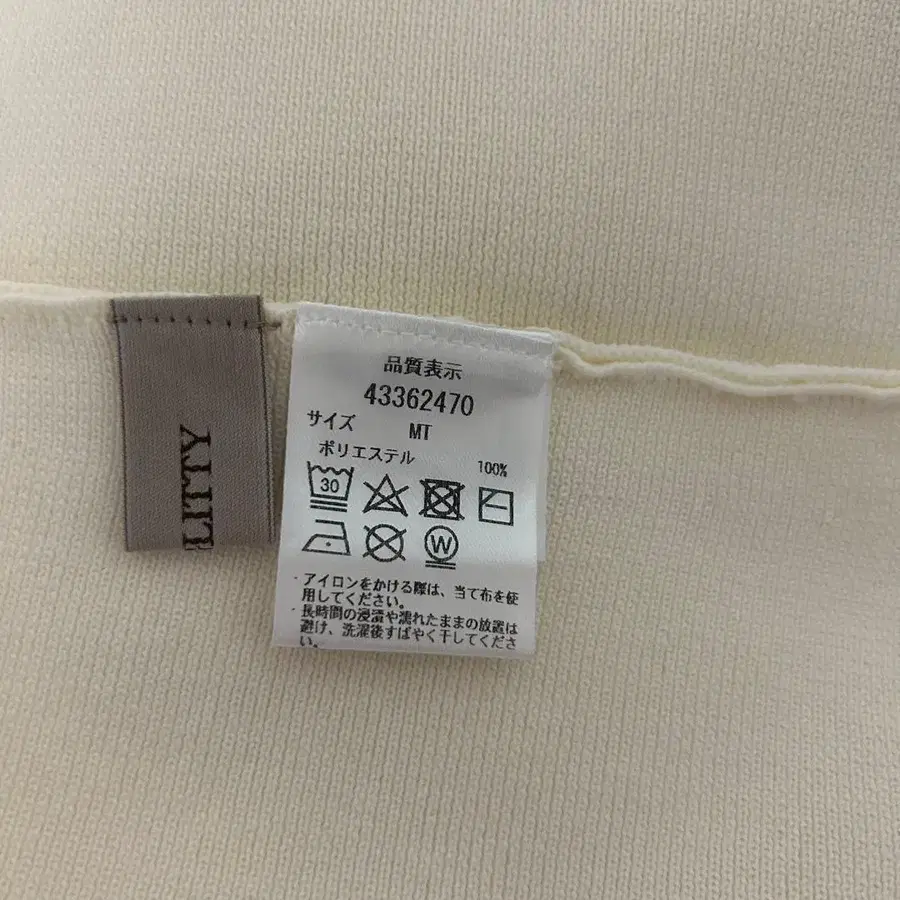 LITTY
品質表示
43362470
サイズ
MT
ポリエステル 100%
30
W
・アイロンをかける際は、当て布を使
用してください。
・長時間の浸漬や濡れたままの放置は
避け、洗濯後すばやく干してくださ
い。